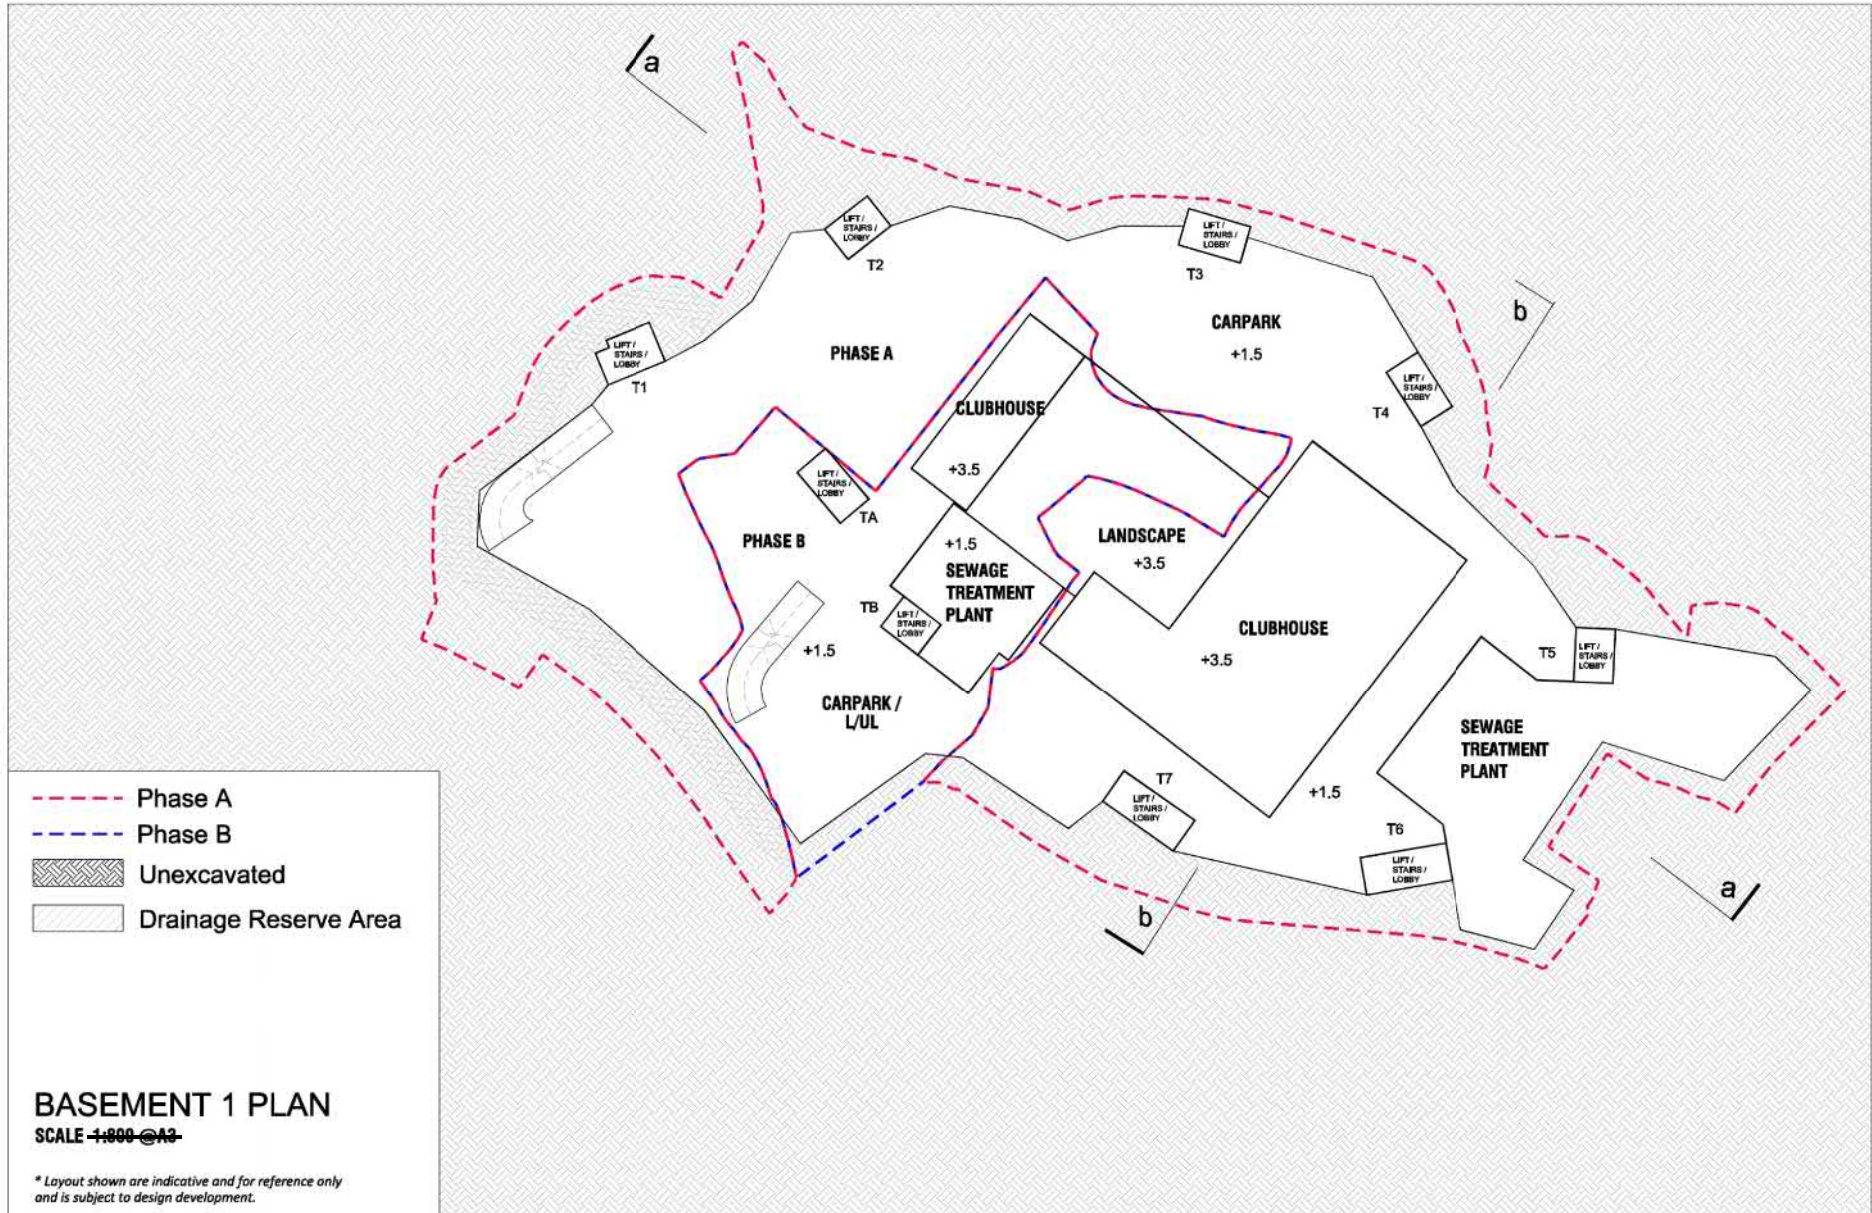 a
LIFT /
STAIRS /
LOBBY
T2
LIFT /
STAIRS /
LOBBY
T3
b
CARPARK
+1.5
PHASE A
LIFT /
STAIRS /
LOBBY
T1
LIFT /
STAIRS /
LOBBY
T4
CLUBHOUSE
+3.5
LIFT /
STAIRS /
LOBBY
TA
PHASE B
LANDSCAPE
+3.5
+1.5
SEWAGE
TREATMENT
PLANT
TB
LIFT /
STAIRS /
LOBBY
CLUBHOUSE
+3.5
T5
LIFT /
STAIRS /
LOBBY
+1.5
CARPARK /
L/UL
SEWAGE
TREATMENT
PLANT
T7
LIFT /
STAIRS /
LOBBY
+1.5
T6
LIFT /
STAIRS /
LOBBY
a
b
Phase A
Phase B
Unexcavated
Drainage Reserve Area
BASEMENT 1 PLAN
SCALE 1:800 @A3
* Layout shown are indicative and for reference only
and is subject to design development.